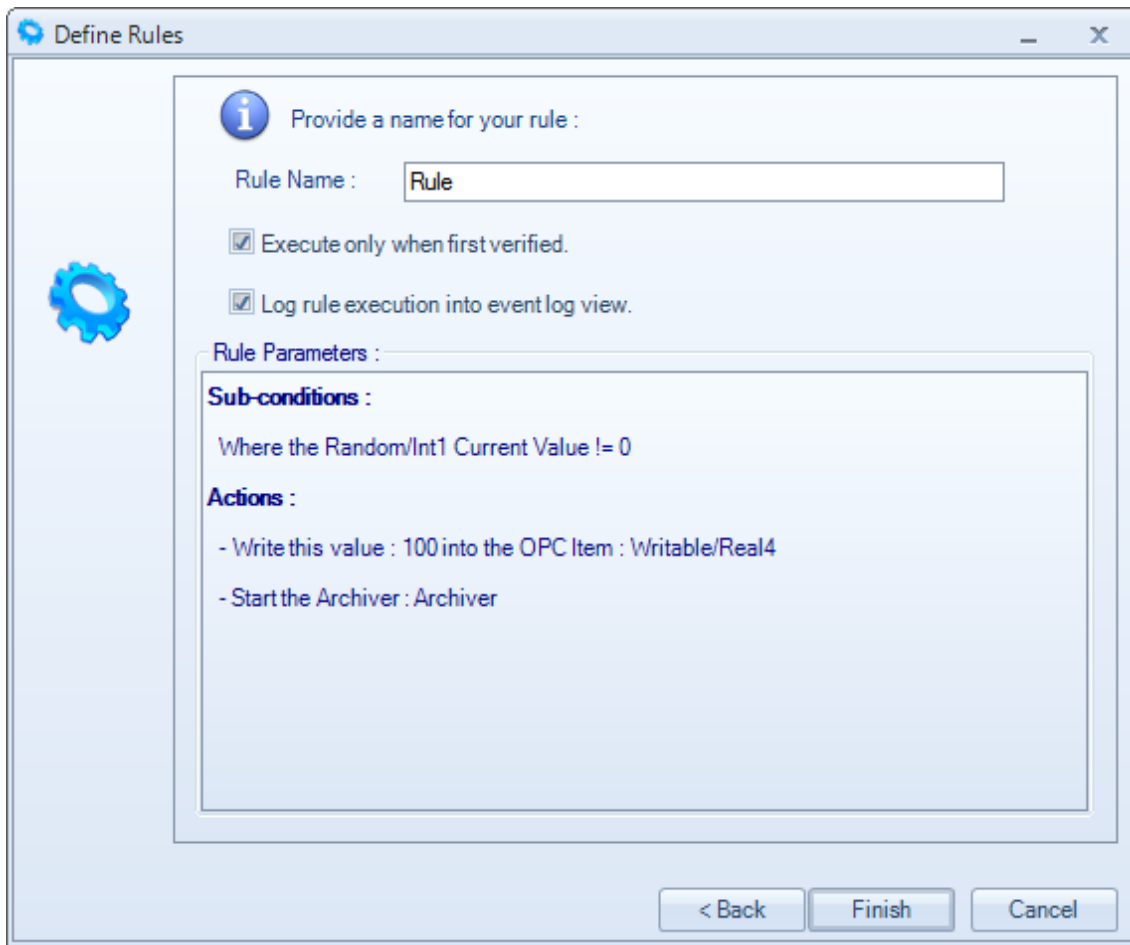 Define Rules
Provide a name for your rule :
Rule Name :
Rule
Execute only when first verified.
Log rule execution into event log view.
Rule Parameters :
Sub-conditions :
Where the Random/Int1 Current Value != 0
Actions :
- Write this value : 100 into the OPC Item : Writable/Real4
- Start the Archiver : Archiver
< Back
Finish
Cancel